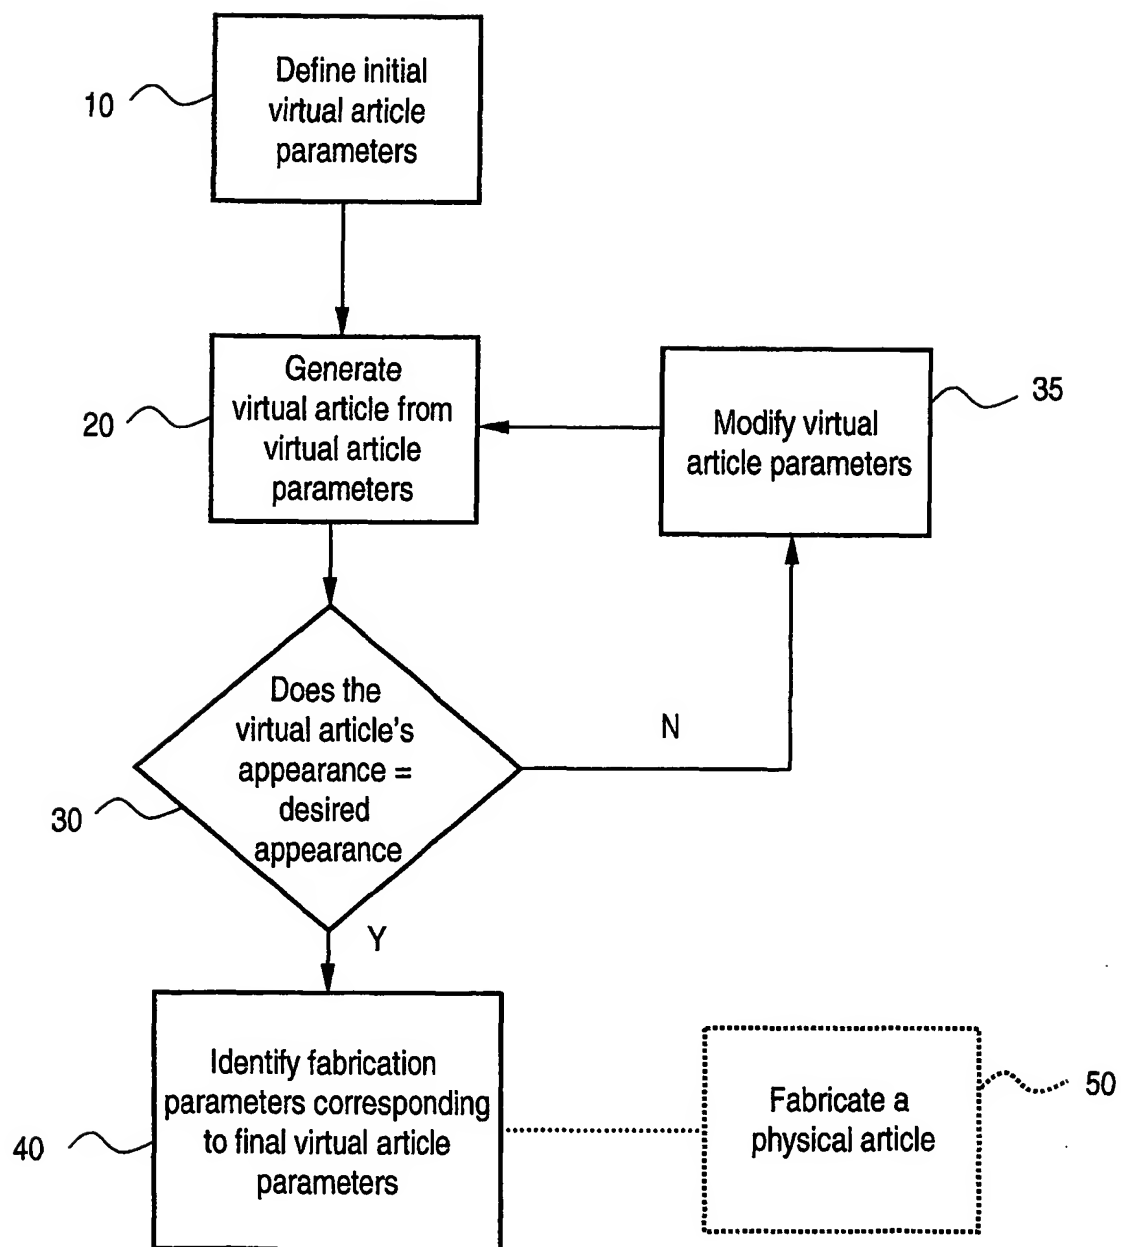 Define initial
virtual article
parameters
10
Generate
virtual article from
virtual article
parameters
20
Modify virtual
article parameters
35
Does the
virtual article's
appearance =
desired
appearance
30
N
Y
Identify fabrication
parameters corresponding
to final virtual article
parameters
40
Fabricate a
physical article
50